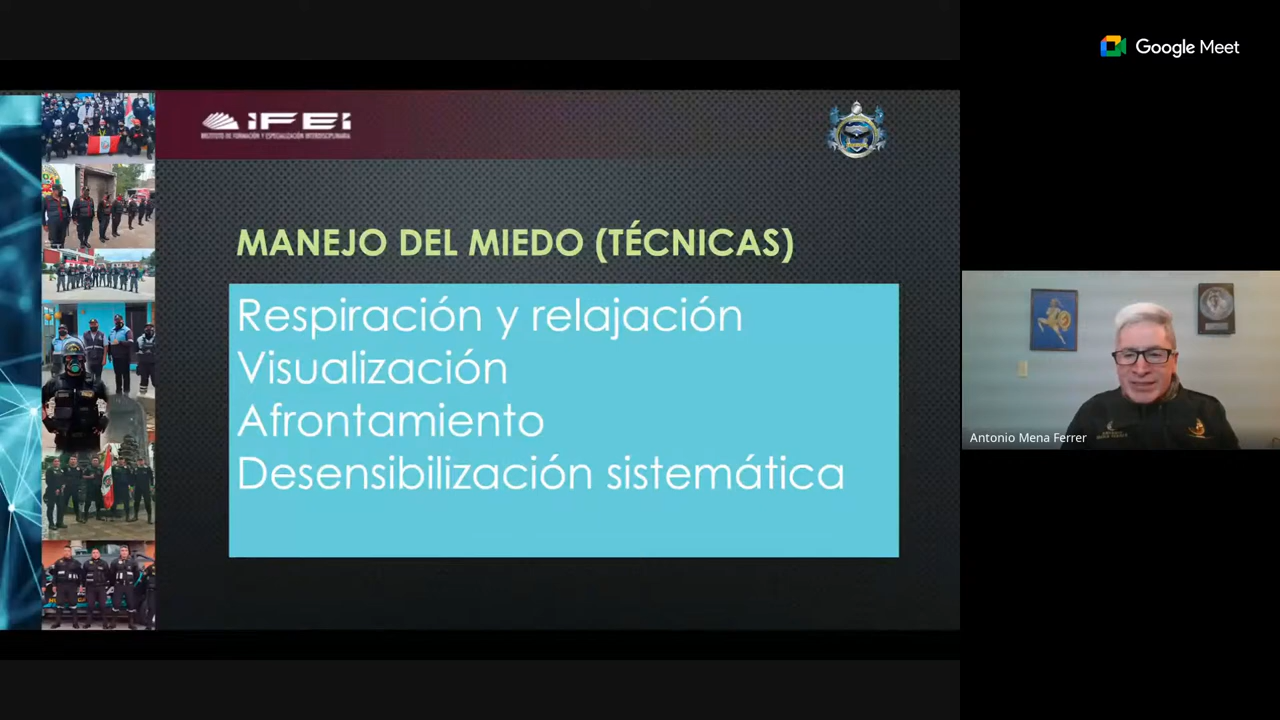 Google Meet
iFEi
INSTITUTO DE FORMACIÓN Y ESPECIALIZACIÓN INTERDISCIPLINARIA
MANEJO DEL MIEDO (TÉCNICAS)
Respiración y relajación
Visualización
Afrontamiento
Desensibilización sistemática
Antonio Mena Ferrer